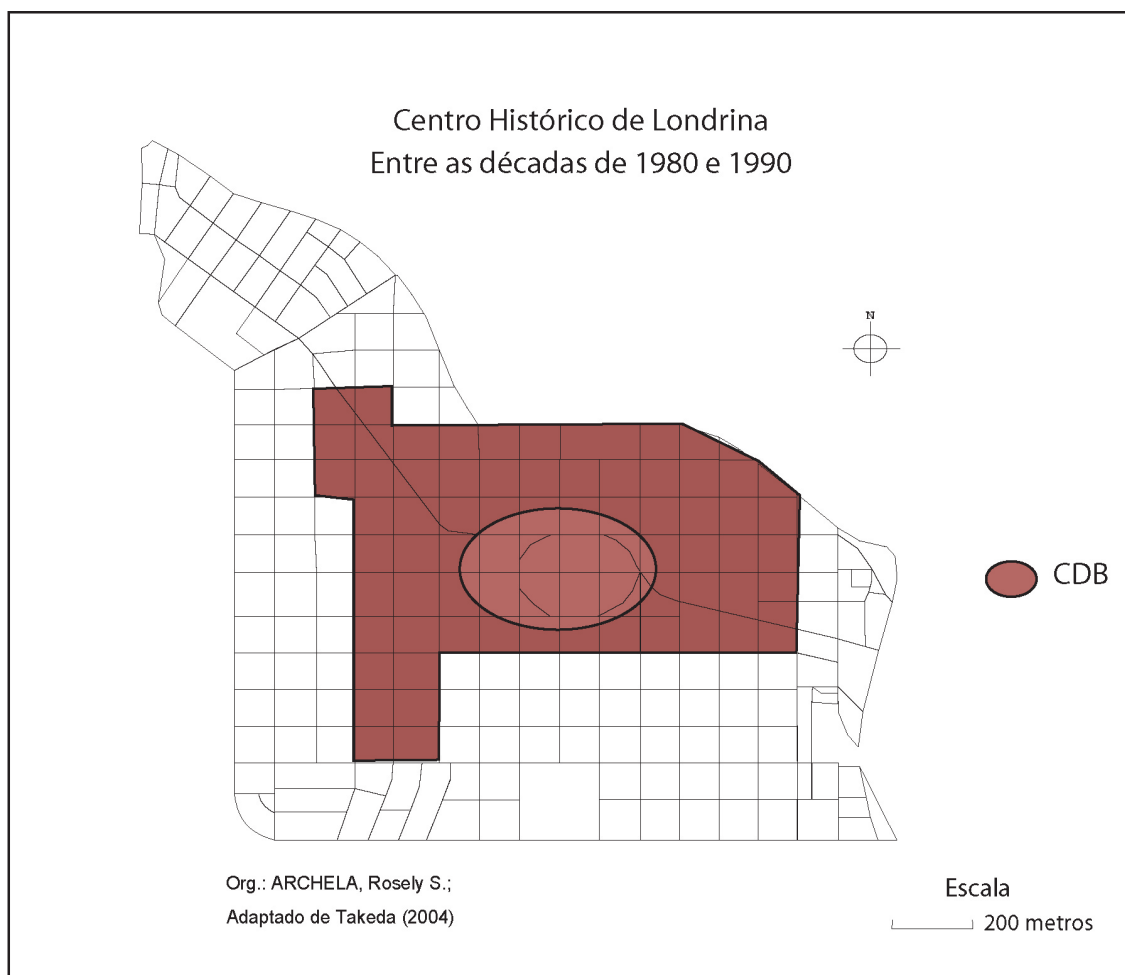 Centro Histórico de Londrina
Entre as décadas de 1980 e 1990
N
CDB
Org.: ARCHELA, Rosely S.;
Adaptado de Takeda (2004)
Escala
200 metros